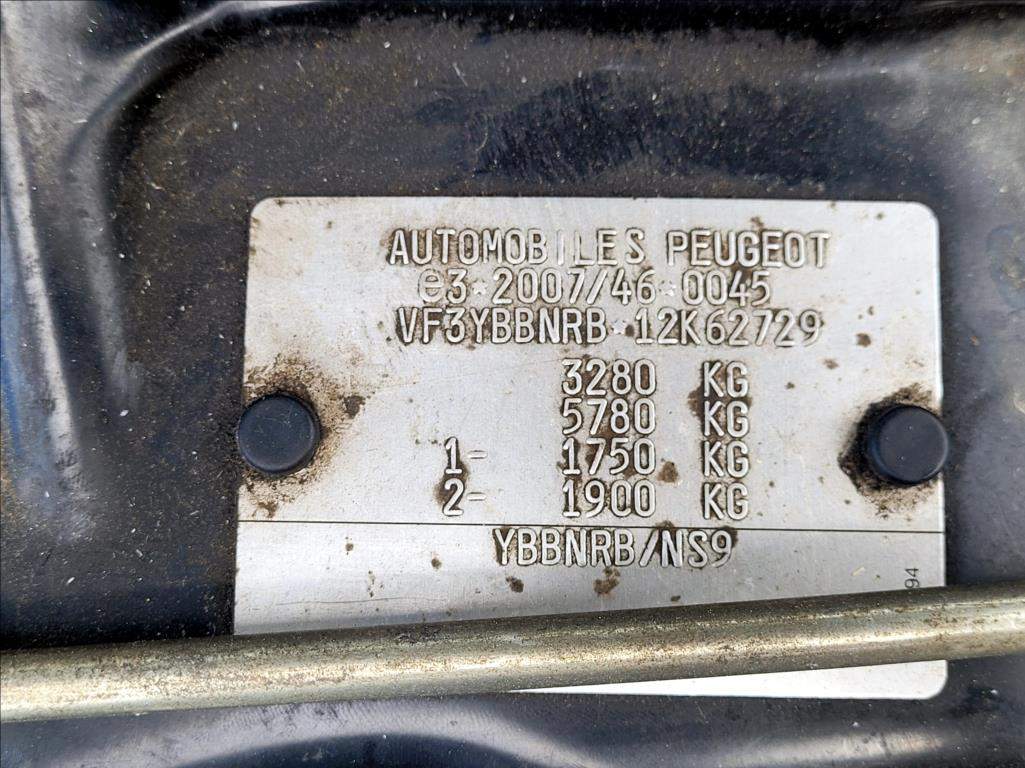 AUTOMOBILES PEUGEOT
e3*2007/46*0045
VF3YBBNRB*12K62729
3280 KG
5780 KG
1- 1750 KG
2- 1900 KG
YBBNRB/NS9
94